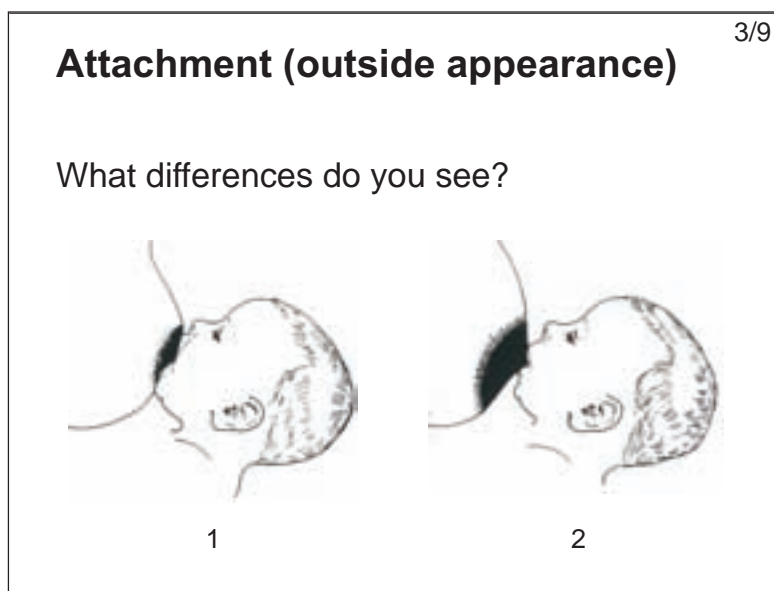 3/9
Attachment (outside appearance)
What differences do you see?
1 2